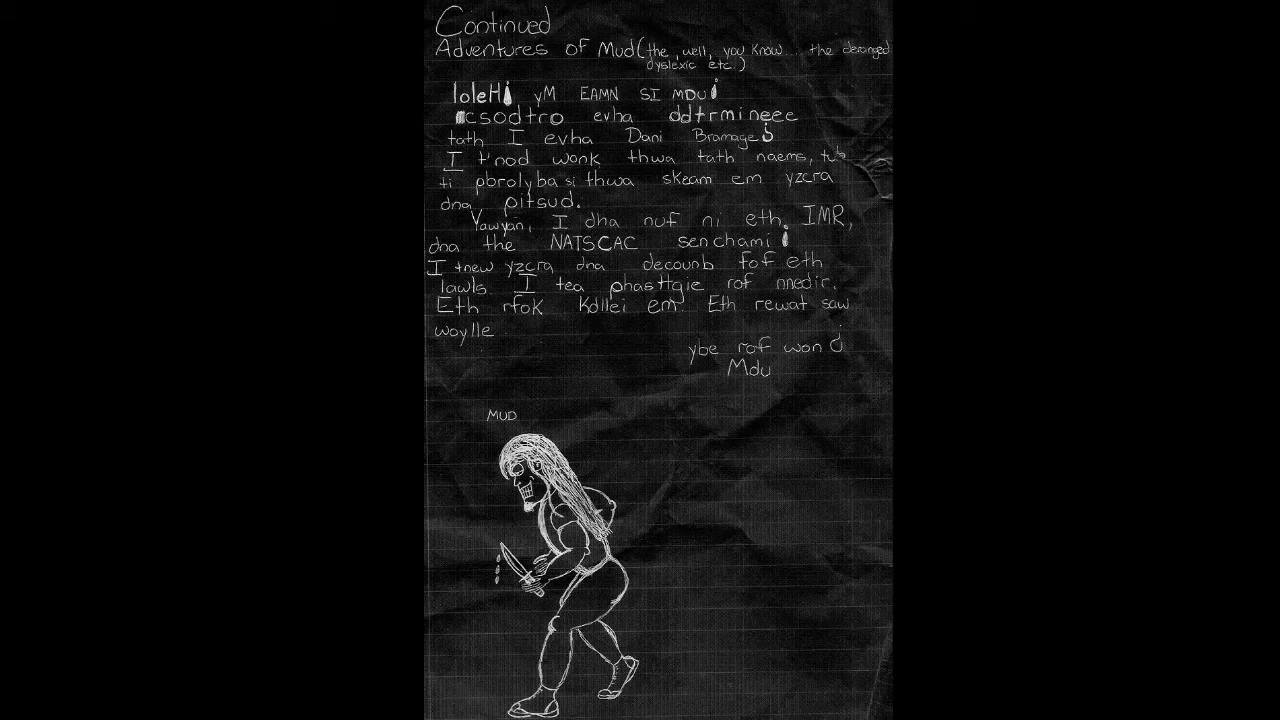 Continued
Adventures of Mud(the, well, you know... the deranged
dyslexic etc.)
loleH¡ yM EAMN SI MDU¡
csodtro evha ddtrmineee
tath I evha Dani Bramage¿
I t'nod wonk thwa tath naems, tub
ti pbrolybasi thwa skeam em yzcra
dna pitsud.
Yawyan, I dha nuf ni eth. IMR,
dna the NATSCAC senchami¡
I tnew yzcra dna decounb fof eth
lawls. I tea phasttgie rof nnedir.
Eth rfok kdllei em. Eth rewat saw
woylle
ybe rof won¿
Mdu
MUD